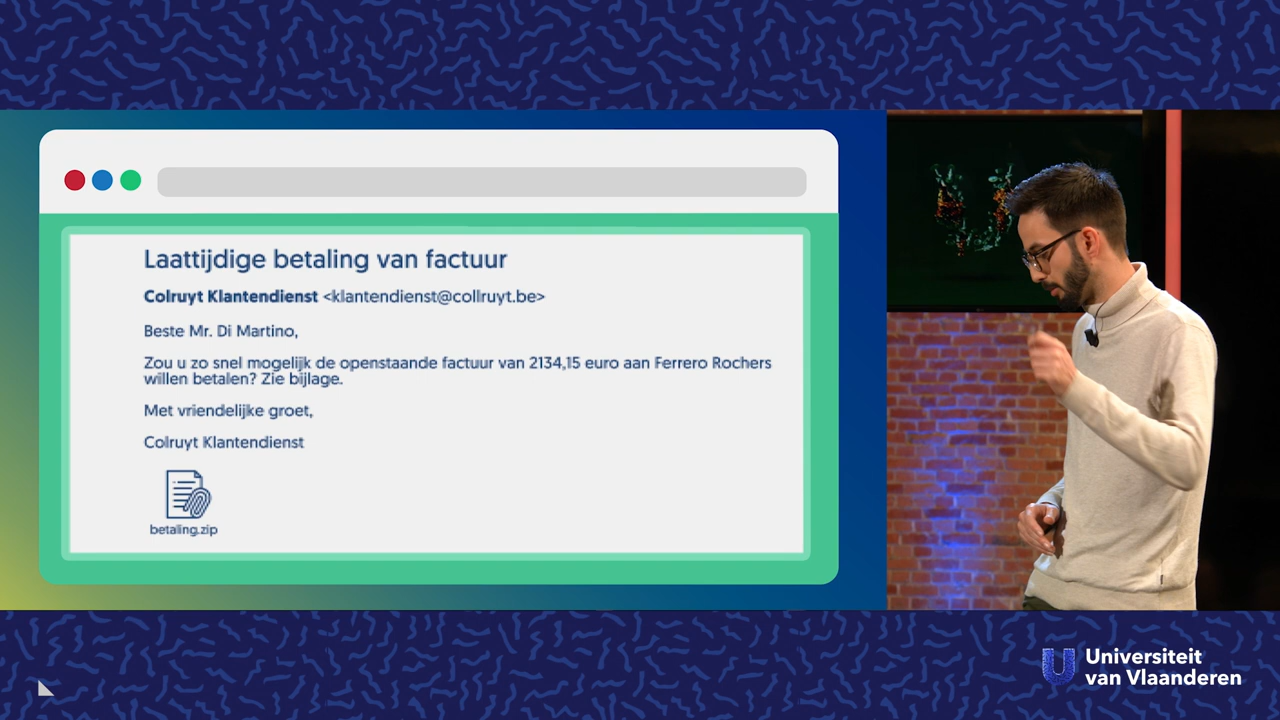 Laattijdige betaling van factuur
Colruyt Klantendienst <klantendienst@collruyt.be>
Beste Mr. Di Martino,
Zou u zo snel mogelijk de openstaande factuur van 2134,15 euro aan Ferrero Rochers
willen betalen? Zie bijlage.
Met vriendelijke groet,
Colruyt Klantendienst
betaling.zip
Universiteit
van Vlaanderen